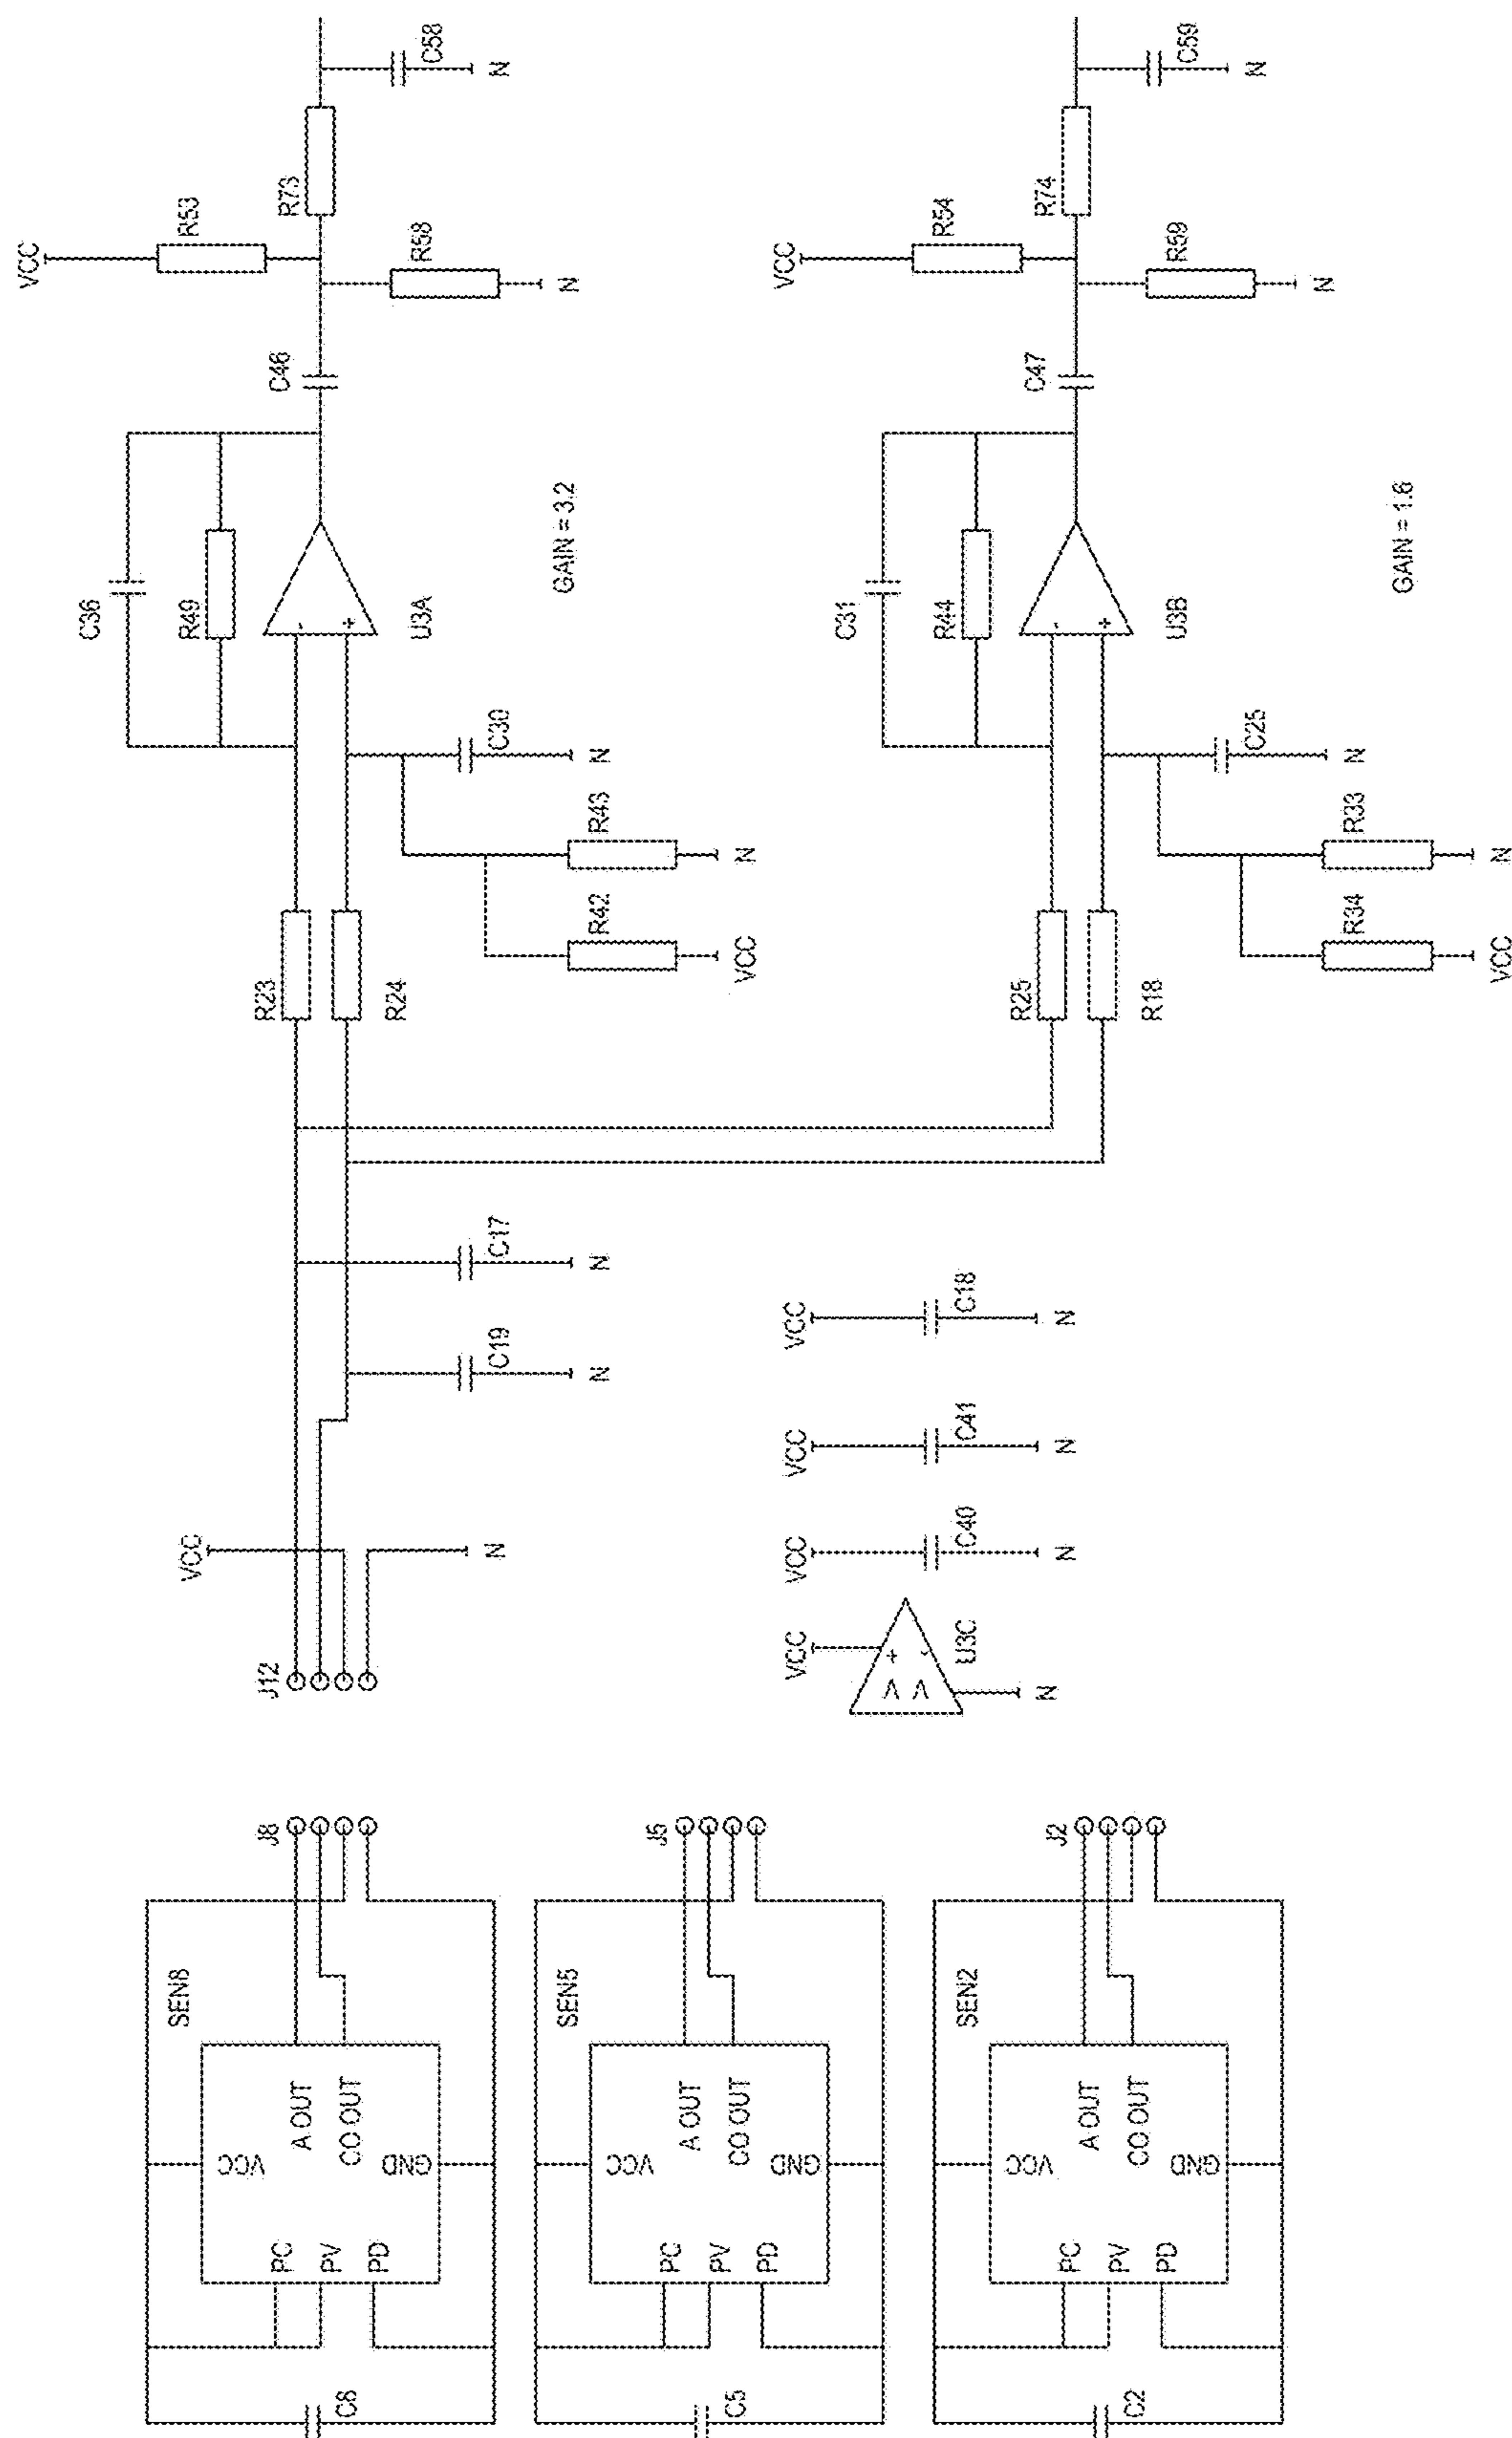 C8
PC
PV
PD
VCC
GND
A OUT
CO OUT
SEN8
J8
C5
PC
PV
PD
VCC
GND
A OUT
CO OUT
SEN5
J5
C2
PC
PV
PD
VCC
GND
A OUT
CO OUT
SEN2
J2
J12
VCC
N
C19
N
C17
N
R23
R24
R42
VCC
R43
N
C30
N
C36
R49
-
+
U3A
GAIN = 3.2
C46
VCC
R53
R58
N
R73
C58
N
VCC
+
-
U3C
N
VCC
C40
N
VCC
C41
N
VCC
C18
N
R25
R18
R34
VCC
R33
N
C25
N
C31
R44
-
+
U3B
GAIN = 1.6
C47
VCC
R54
R59
N
R74
C59
N